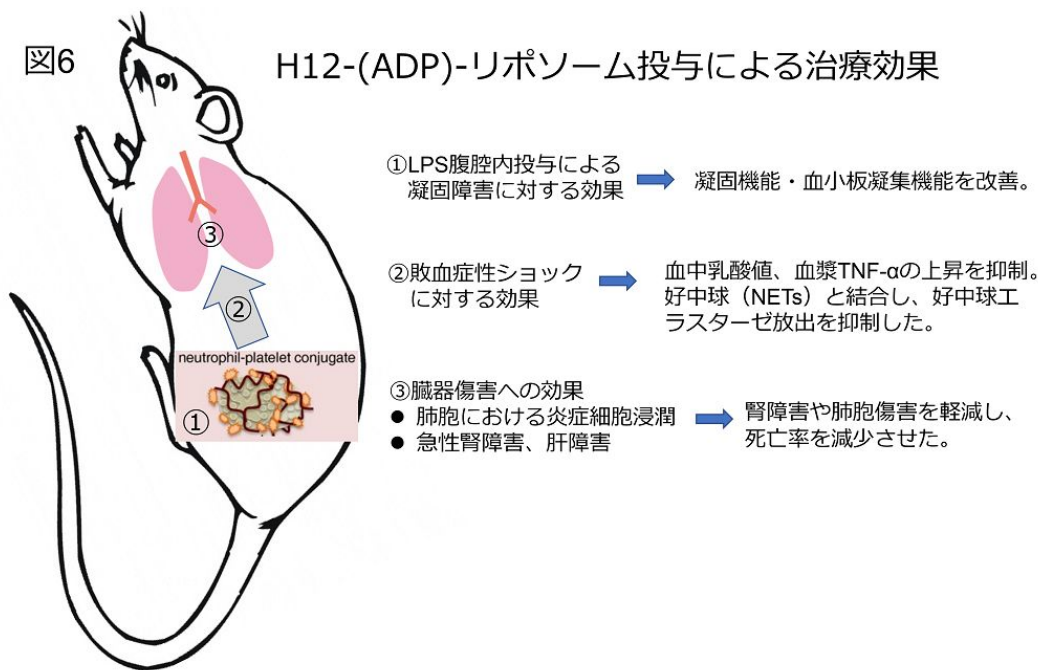 図6
H12-(ADP)-リポソーム投与による治療効果
①LPS腹腔内投与による
凝固障害に対する効果
凝固機能・血小板凝集機能を改善。
②敗血症性ショック
に対する効果
血中乳酸値、血漿TNF-αの上昇を抑制。
好中球（NETs）と結合し、好中球エ
ラスターゼ放出を抑制した。
③臓器傷害への効果
● 肺胞における炎症細胞浸潤
● 急性腎障害、肝障害
腎障害や肺胞傷害を軽減し、
死亡率を減少させた。
③
②
neutrophil-platelet conjugate
①